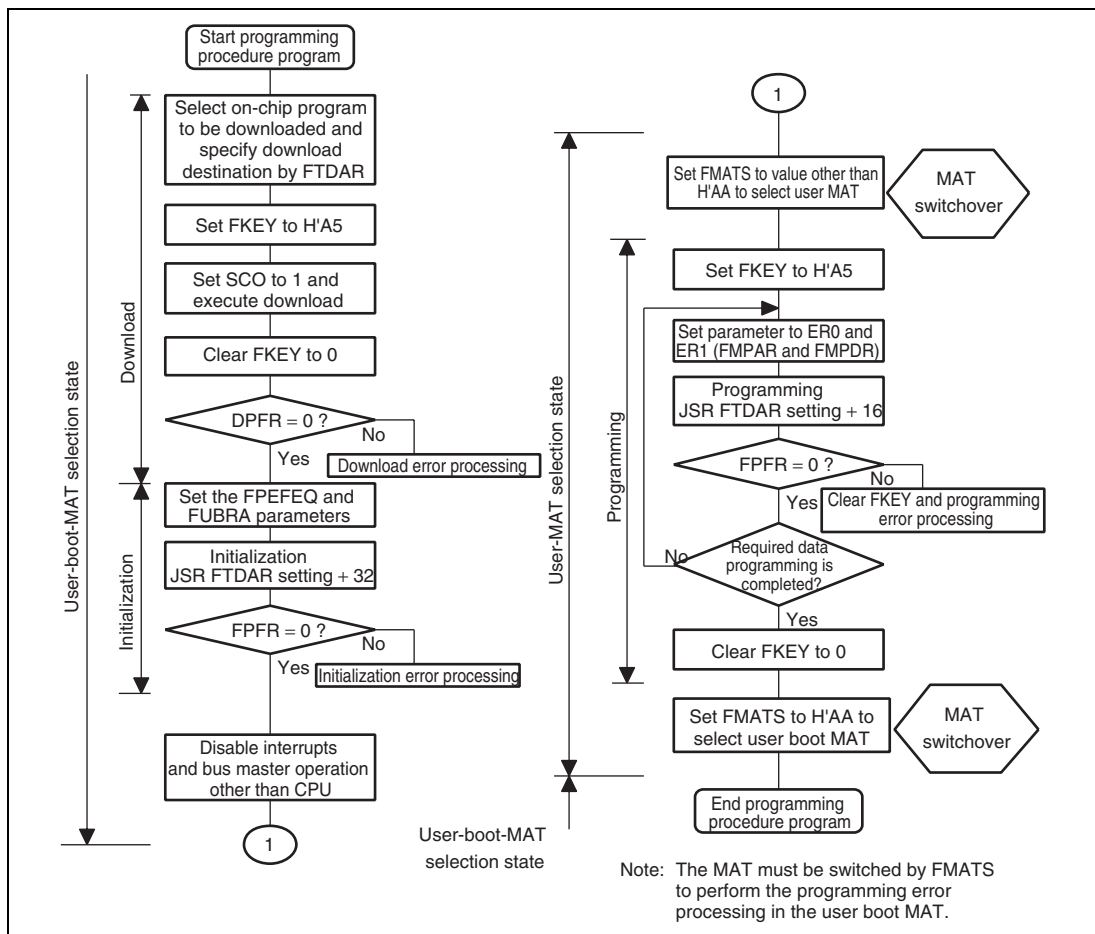 Start programming
procedure program
Select on-chip program
to be downloaded and
specify download
destination by FTDAR
Set FKEY to H'A5
Set SCO to 1 and
execute download
Clear FKEY to 0
DPFR = 0 ?
No
Yes
Download error processing
Set the FPEFEQ and
FUBRA parameters
Initialization
JSR FTDAR setting + 32
FPFR = 0 ?
No
Yes
Initialization error processing
Disable interrupts
and bus master operation
other than CPU
1
User-boot-MAT selection state
Download
Initialization
1
Set FMATS to value other than
H'AA to select user MAT
MAT
switchover
Set FKEY to H'A5
Set parameter to ER0 and
ER1 (FMPAR and FMPDR)
Programming
JSR FTDAR setting + 16
FPFR = 0 ?
No
Yes
Clear FKEY and programming
error processing
No
Required data
programming is
completed?
Yes
Clear FKEY to 0
Set FMATS to H'AA to
select user boot MAT
MAT
switchover
End programming
procedure program
User-MAT selection state
Programming
User-boot-MAT
selection state
Note: The MAT must be switched by FMATS
to perform the programming error
processing in the user boot MAT.